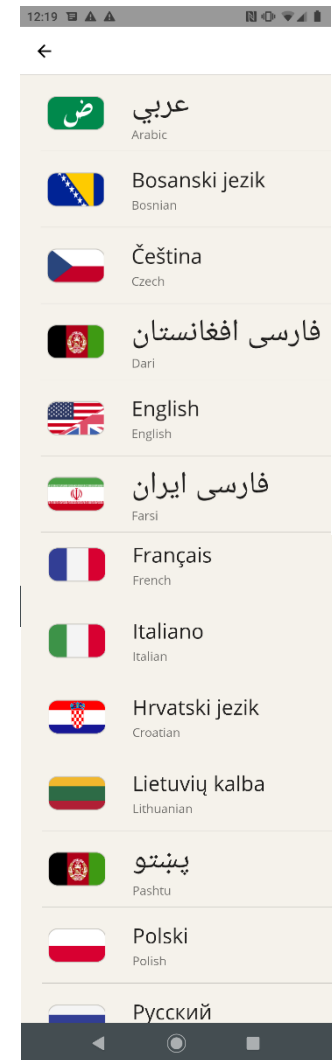 12:19
ض
عربي
Arabic
Bosanski jezik
Bosnian
Čeština
Czech
فارسی افغانستان
Dari
English
English
فارسی ایران
Farsi
Français
French
Italiano
Italian
Hrvatski jezik
Croatian
Lietuvių kalba
Lithuanian
پښتو
Pashtu
Polski
Polish
Русский